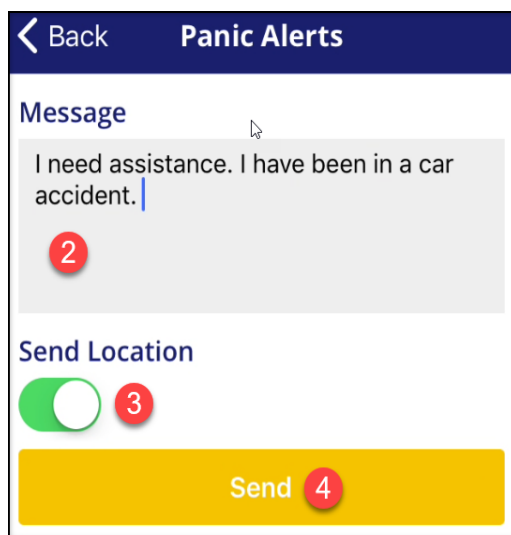 Back Panic Alerts
Message
I need assistance. I have been in a car
accident.
2
Send Location
3
Send 4